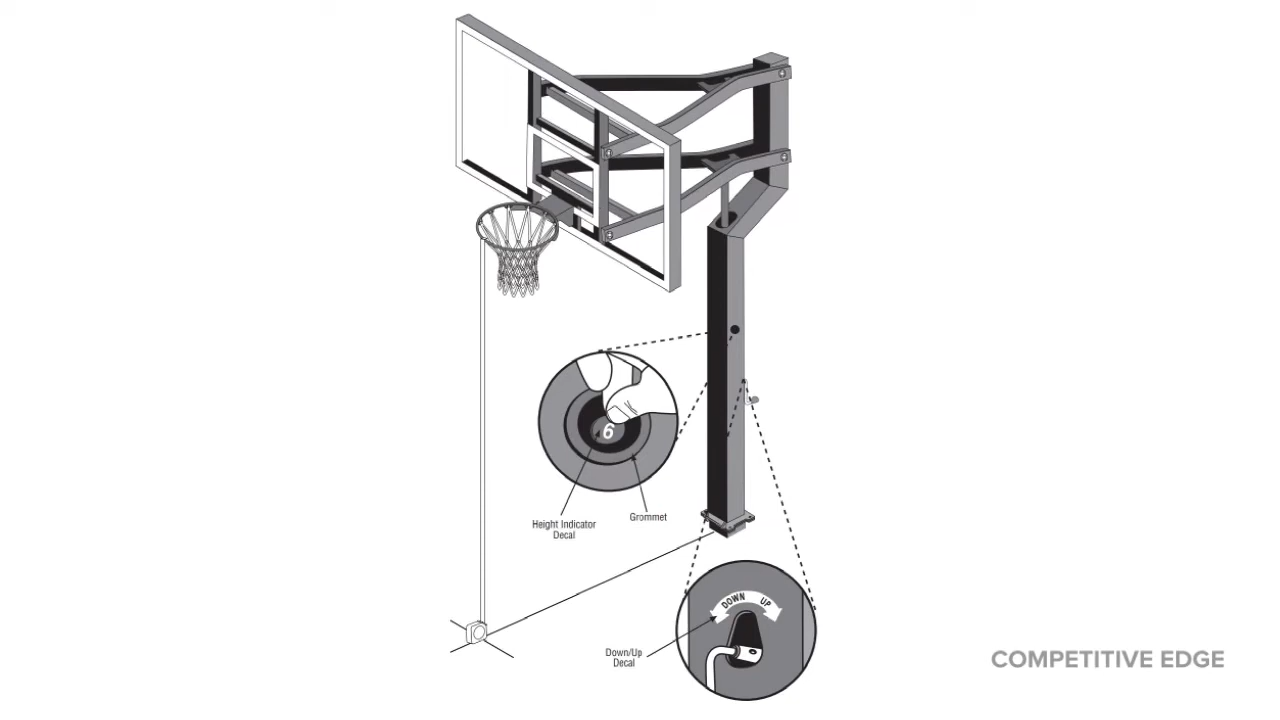 6
Height Indicator
Decal
Grommet
DOWN UP
Down/Up
Decal
COMPETITIVE EDGE